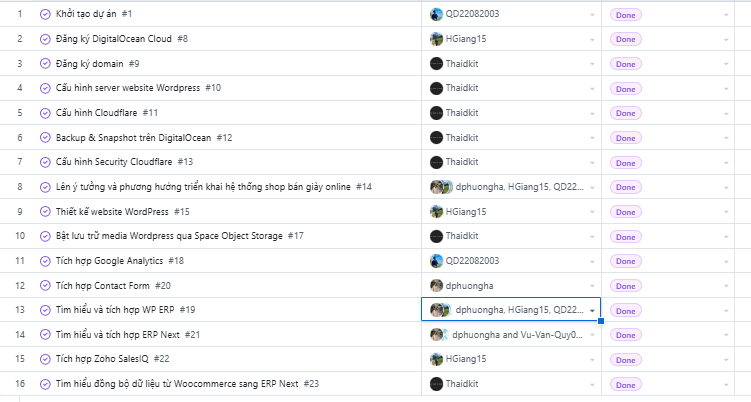 1 Khởi tạo dự án #1 QD22082003 Done
2 Đăng ký DigitalOcean Cloud #8 HGiang15 Done
3 Đăng ký domain #9 Thaidkit Done
4 Cấu hình server website Wordpress #10 Thaidkit Done
5 Cấu hình Cloudflare #11 Thaidkit Done
6 Backup & Snapshot trên DigitalOcean #12 Thaidkit Done
7 Cấu hình Security Cloudflare #13 Thaidkit Done
8 Lên ý tưởng và phương hướng triển khai hệ thống shop bán giày online #14 dphuongha, HGiang15, QD22... Done
9 Thiết kế website WordPress #15 HGiang15 Done
10 Bật lưu trữ media Wordpress qua Space Object Storage #17 Thaidkit Done
11 Tích hợp Google Analytics #18 QD22082003 Done
12 Tích hợp Contact Form #20 dphuongha Done
13 Tìm hiểu và tích hợp WP ERP #19 dphuongha, HGiang15, QD22... Done
14 Tìm hiểu và tích hợp ERP Next #21 dphuongha and Vu-Van-Quy0... Done
15 Tích hợp Zoho SalesIQ #22 HGiang15 Done
16 Tìm hiểu đồng bộ dữ liệu từ Woocommerce sang ERP Next #23 Thaidkit Done